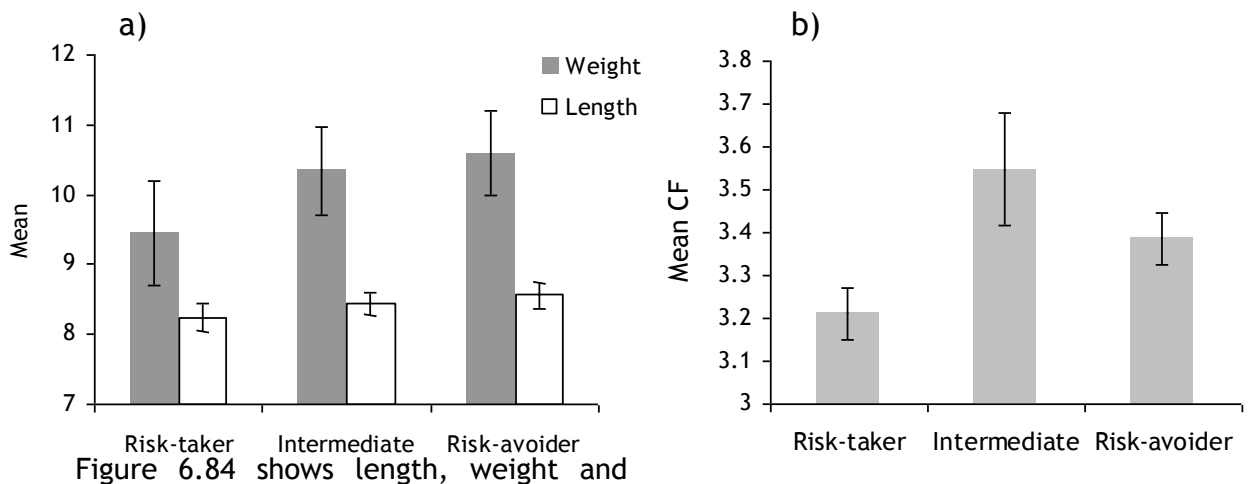 a)
12
11
10
9
8
7
Mean
Weight
Length
Risk-taker Intermediate Risk-avoider
b)
3.8
3.7
3.6
3.5
3.4
3.3
3.2
3.1
3
Mean CF
Risk-taker Intermediate Risk-avoider
Figure 6.84 shows length, weight and